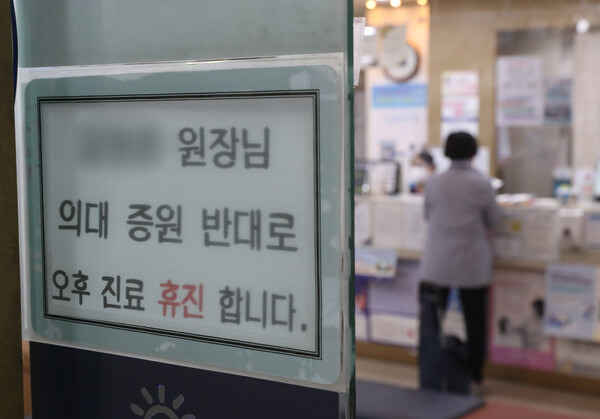 원장님
의대 증원 반대로
오후 진료 휴진 합니다.